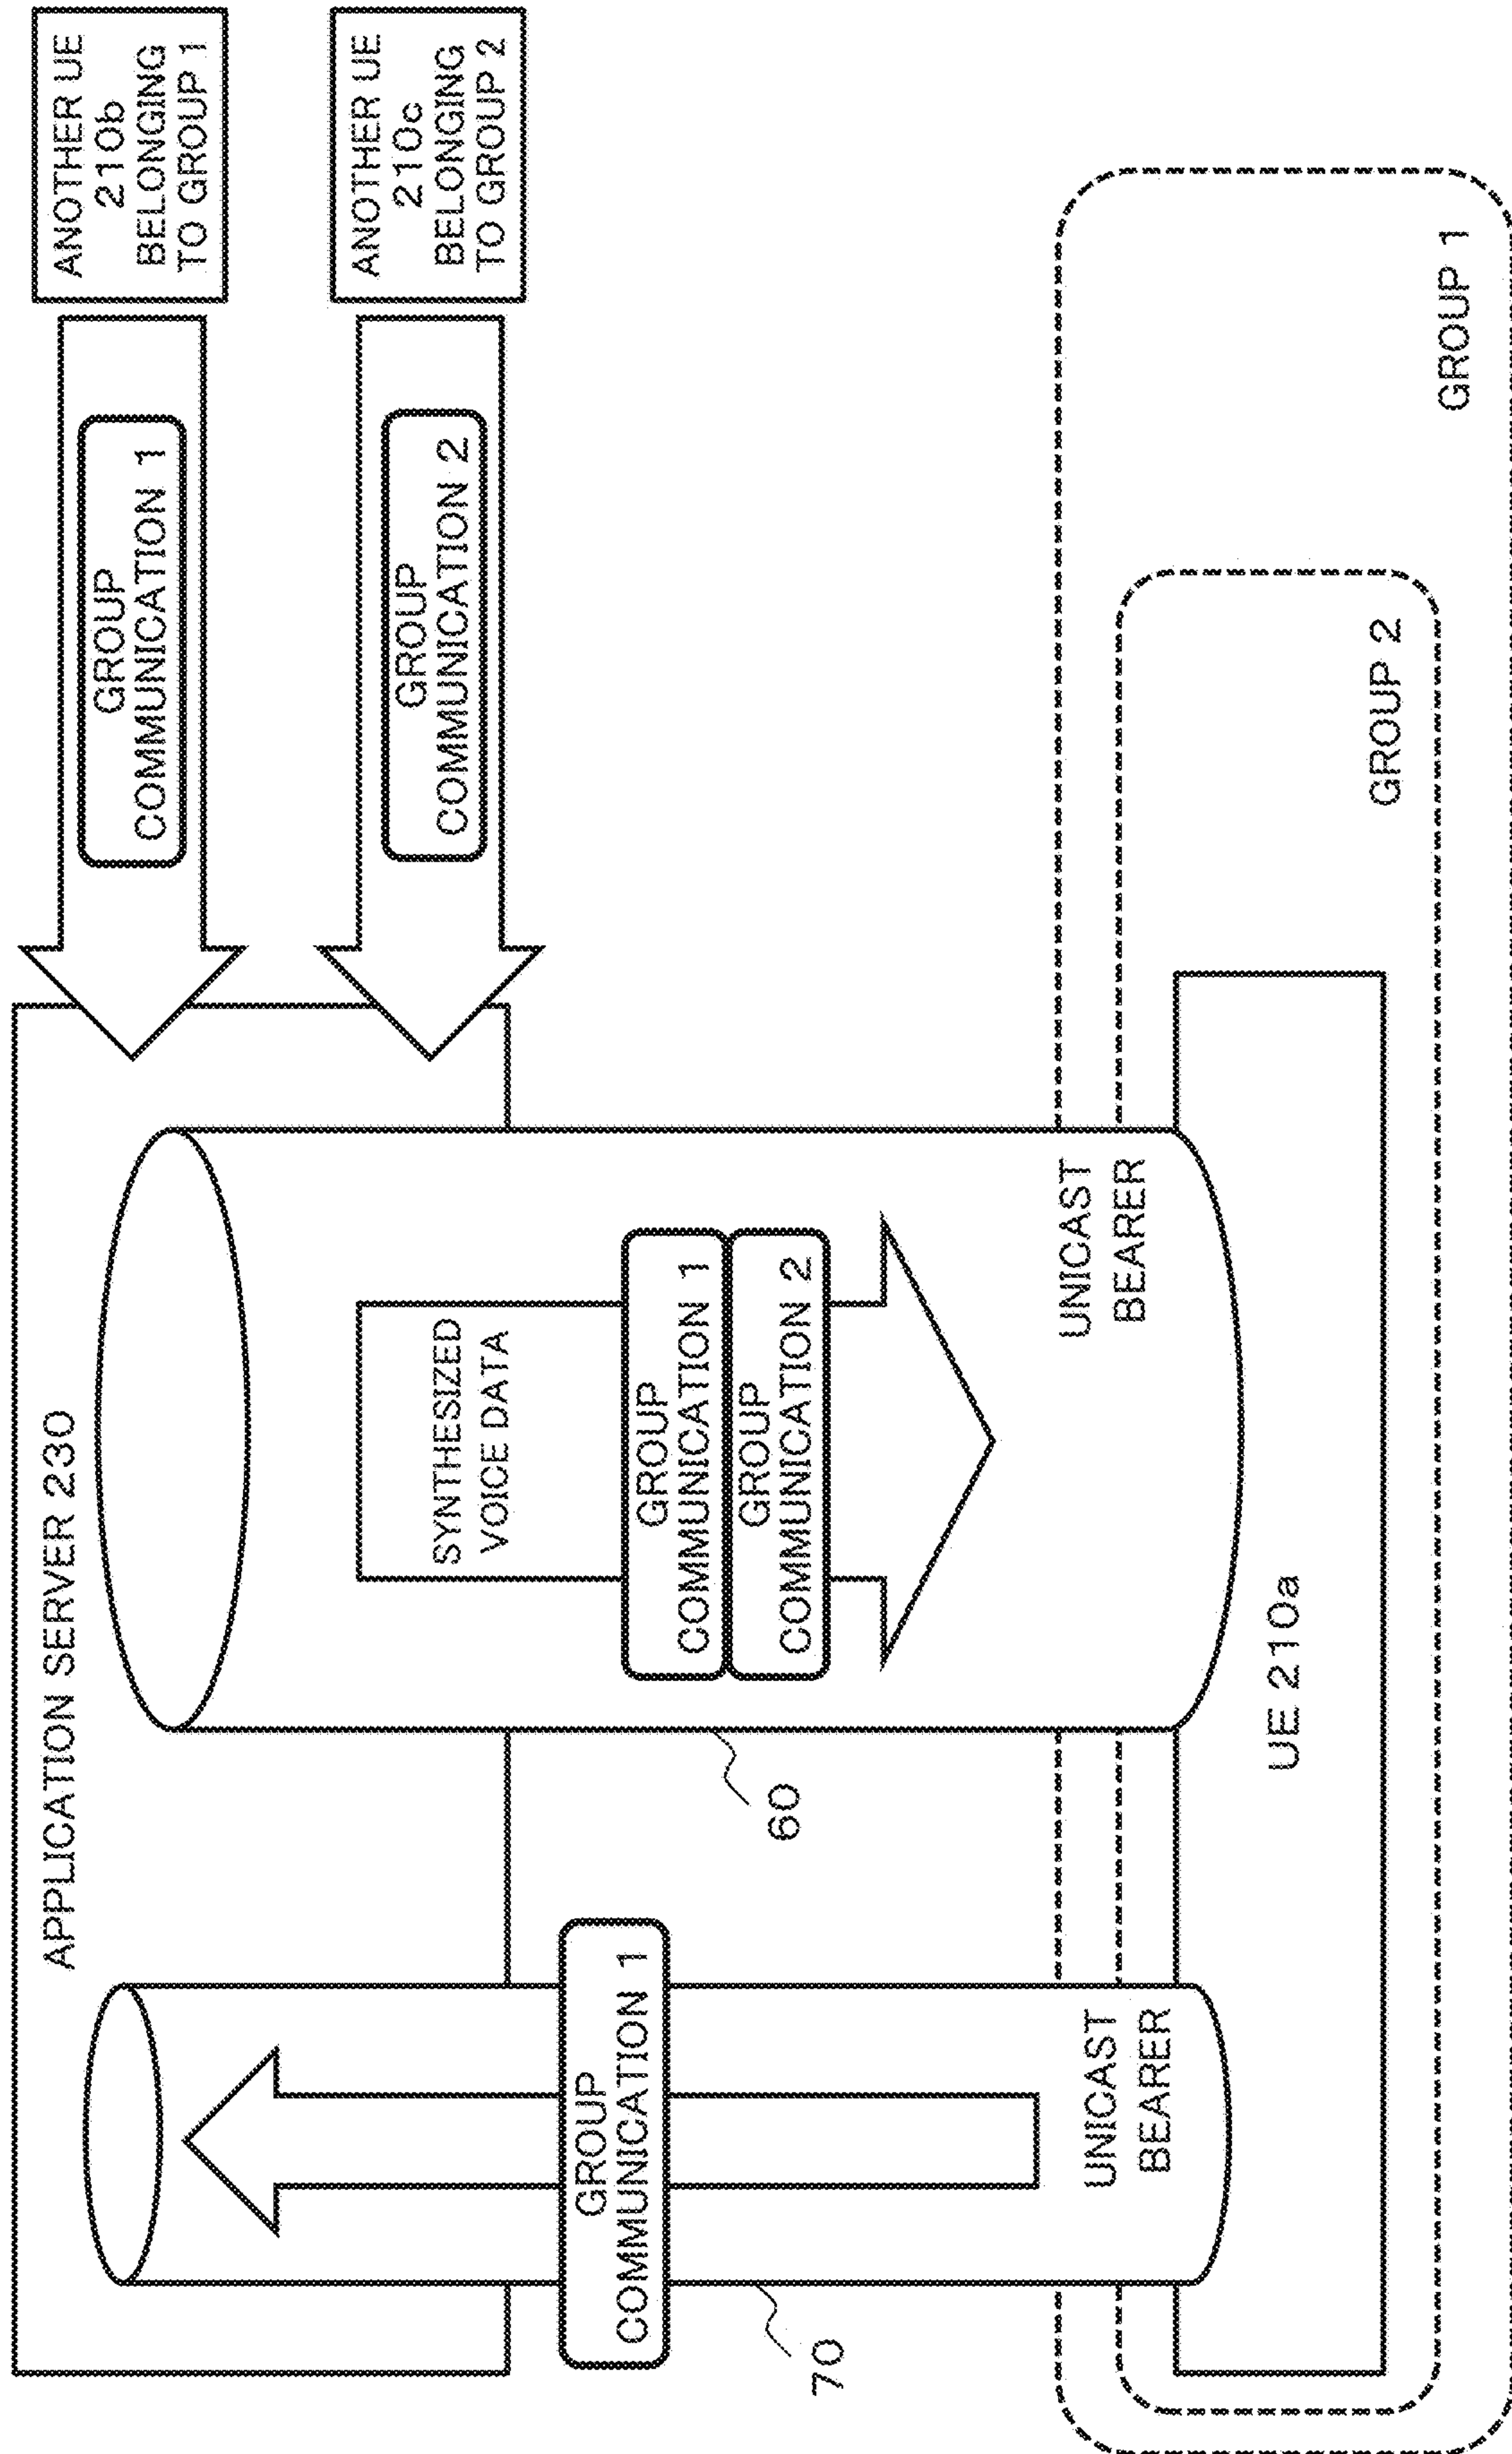 ANOTHER UE
210b
BELONGING
TO GROUP 1
ANOTHER UE
210c
BELONGING
TO GROUP 2
GROUP
COMMUNICATION 1
GROUP
COMMUNICATION 2
APPLICATION SERVER 230
SYNTHESIZED
VOICE DATA
GROUP
COMMUNICATION 1
GROUP
COMMUNICATION 2
UNICAST
BEARER
60
GROUP
COMMUNICATION 1
UNICAST
BEARER
70
UE 210a
GROUP 2
GROUP 1